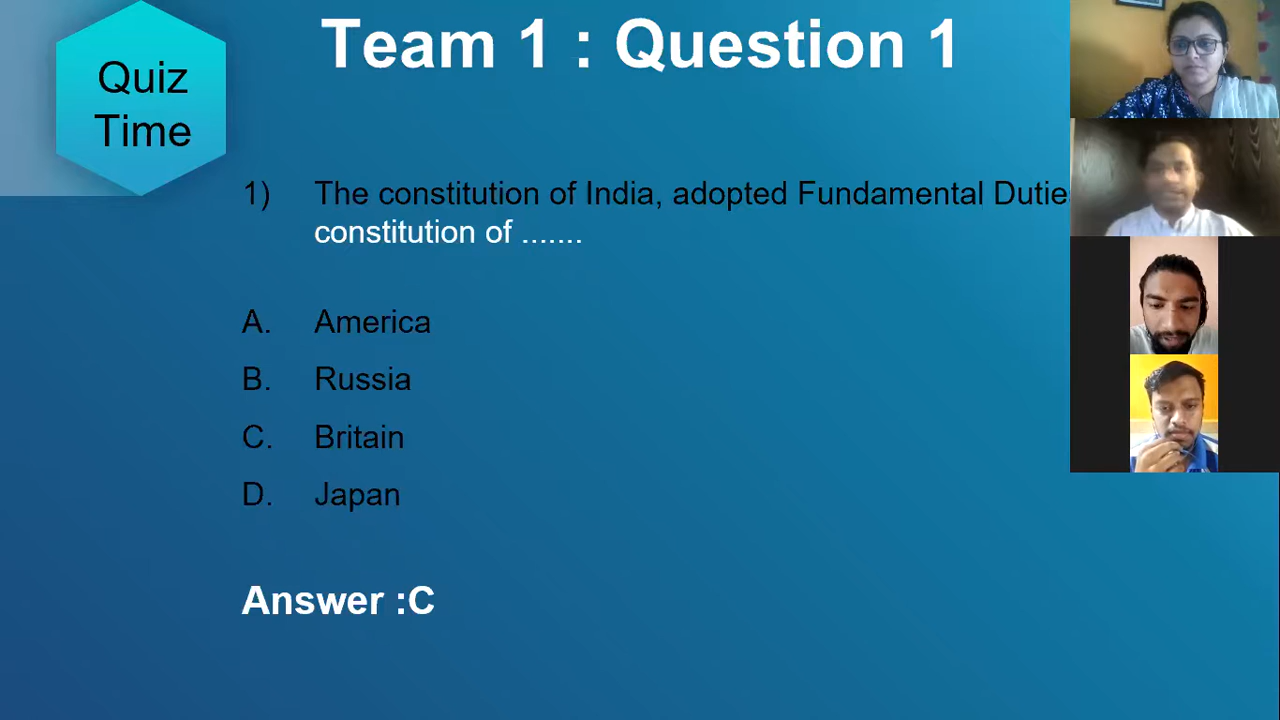 Quiz
Time
Team 1 : Question 1
1) The constitution of India, adopted Fundamental
constitution of .......
A. America
B. Russia
C. Britain
D. Japan
Answer :C